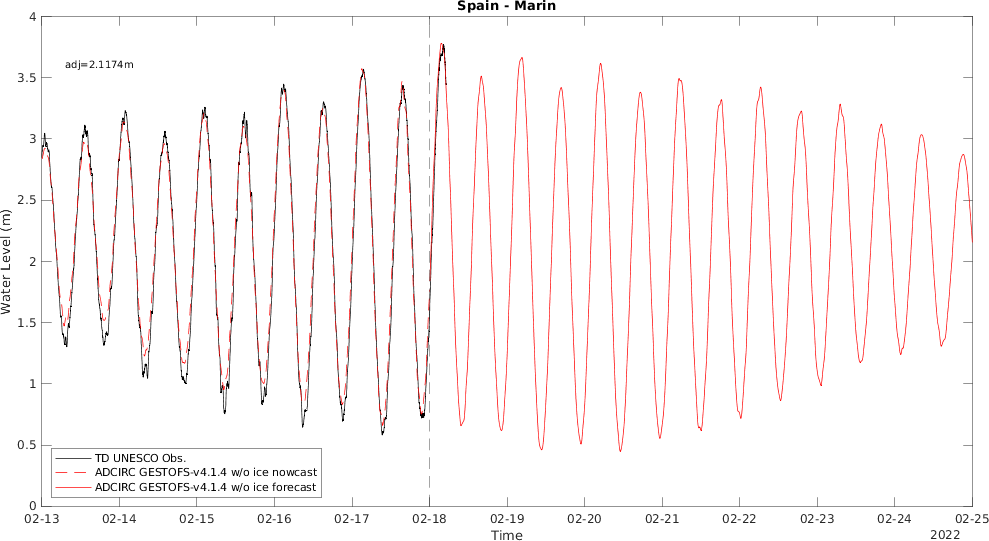 Spain - Marin
adj=2.1174m
Water Level (m)
4
3.5
3
2.5
2
1.5
1
0.5
0
TD UNESCO Obs.
ADCIRC GESTOFS-v4.1.4 w/o ice nowcast
ADCIRC GESTOFS-v4.1.4 w/o ice forecast
02-13 02-14 02-15 02-16 02-17 02-18 02-19 02-20 02-21 02-22 02-23 02-24 02-25
Time
2022